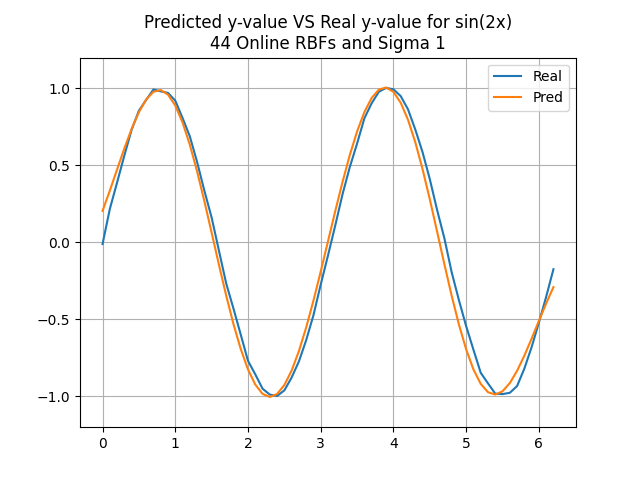 Predicted y-value VS Real y-value for sin(2x)
44 Online RBFs and Sigma 1
Real
Pred
1.0
0.5
0.0
−0.5
−1.0
0 1 2 3 4 5 6